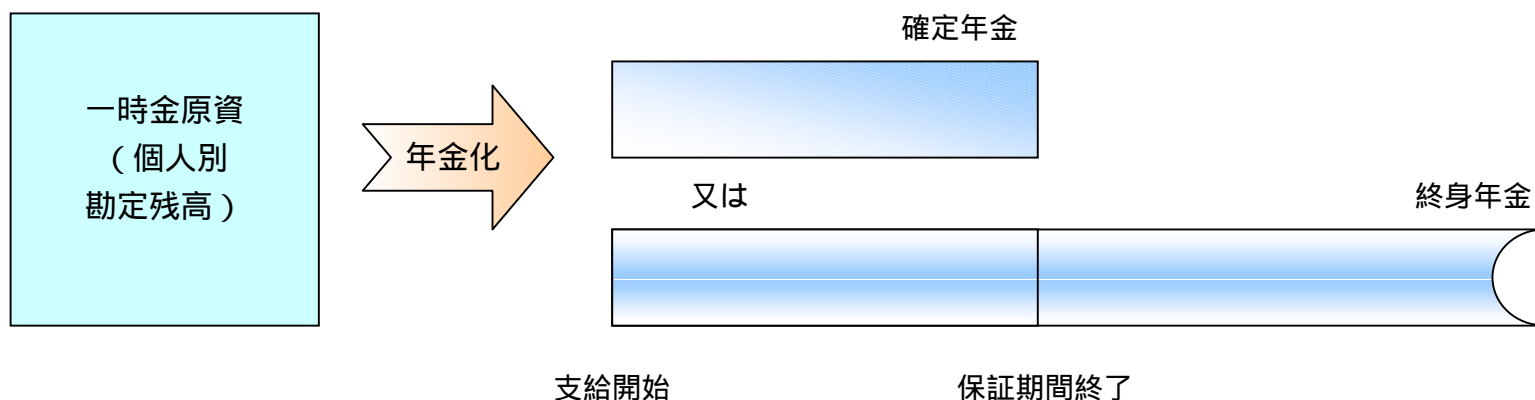 確定年金
一時金原資
（個人別
勘定残高）
年金化
又は
終身年金
支給開始
保証期間終了